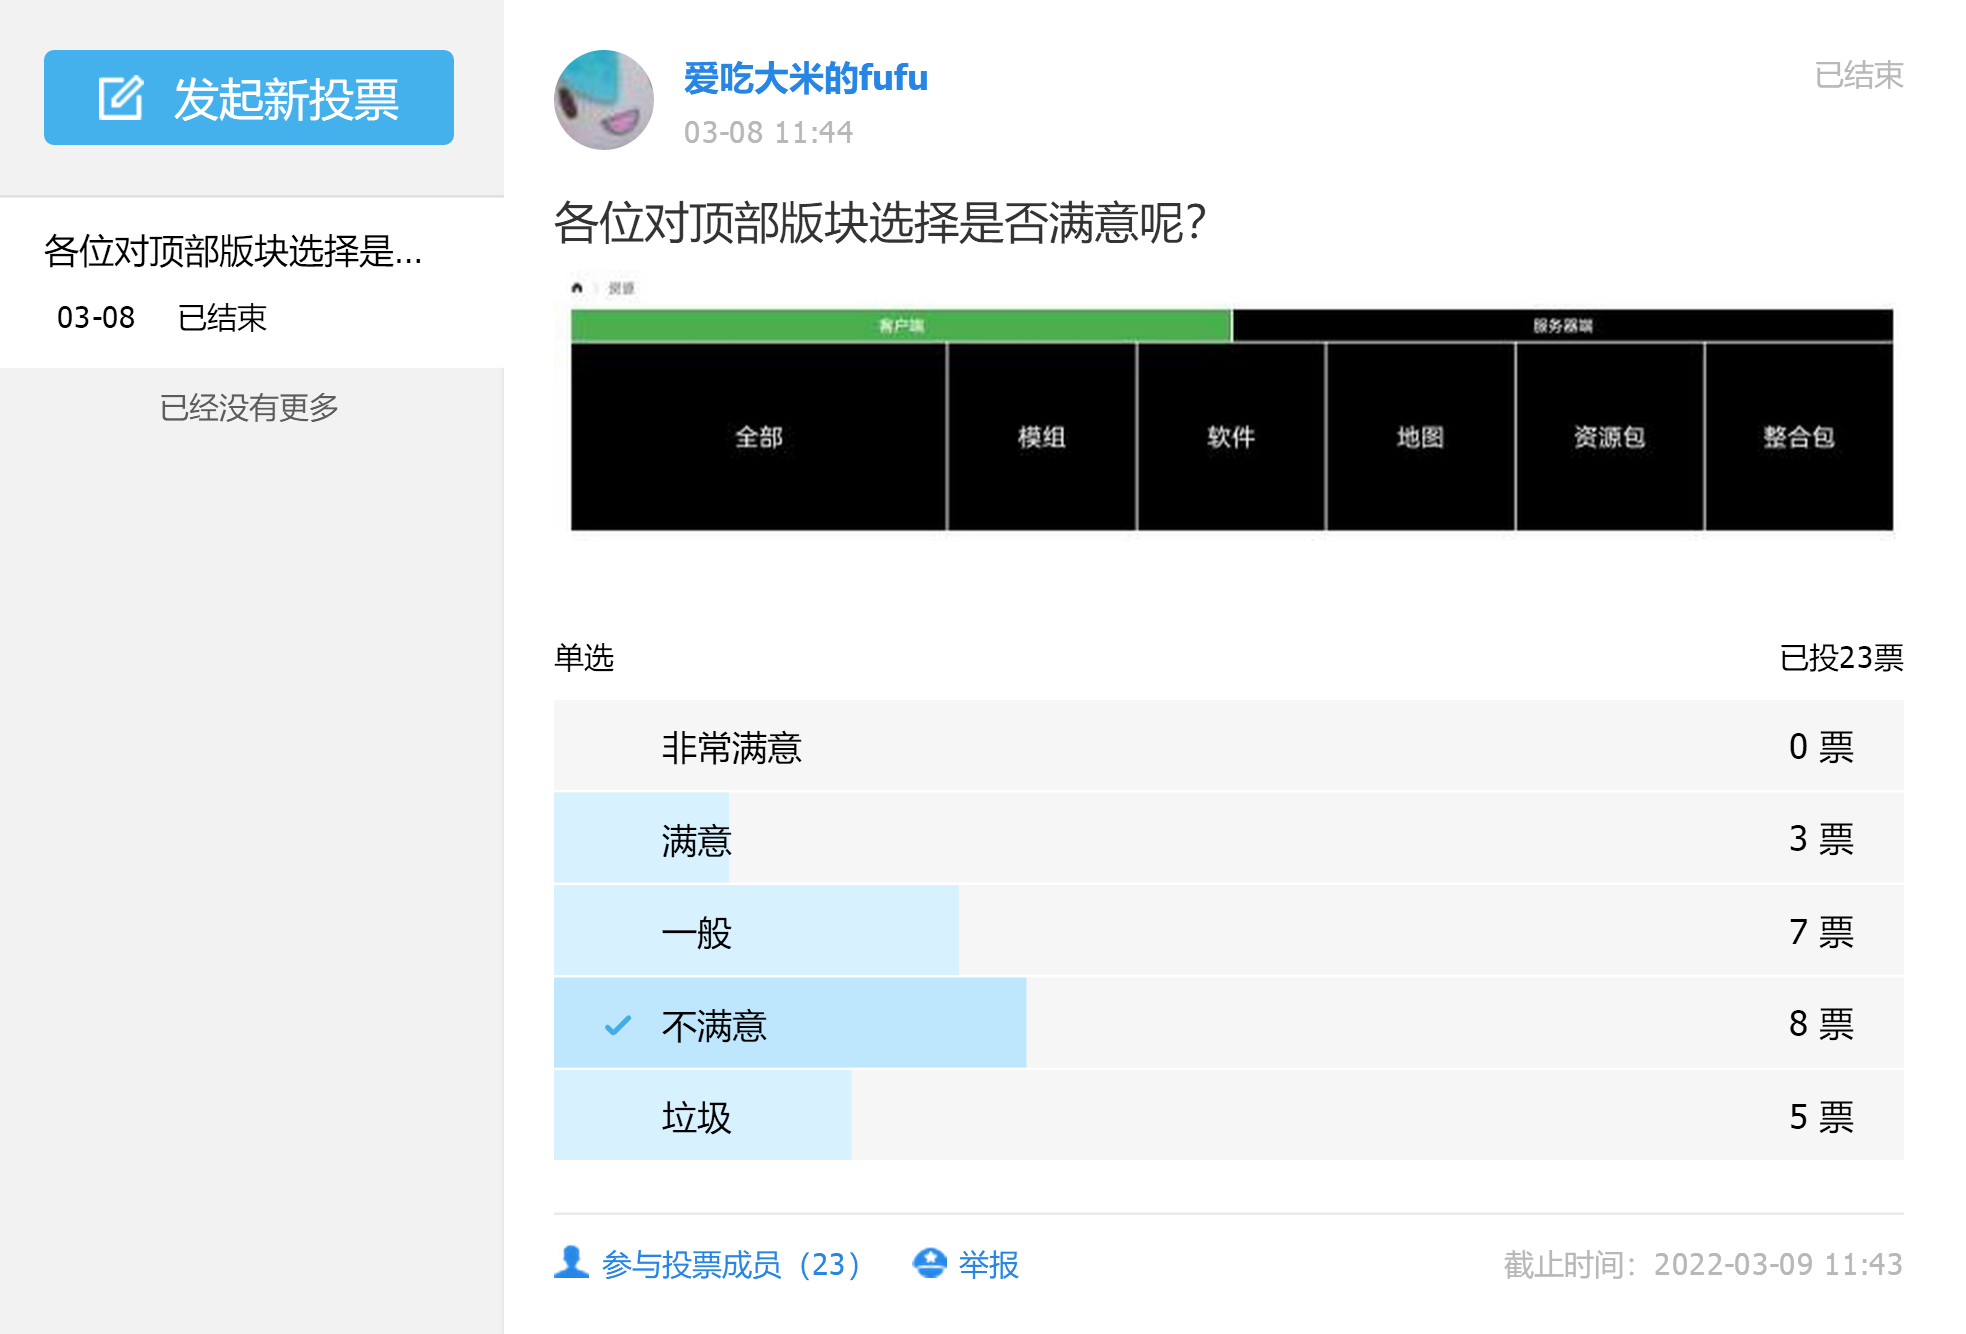 发起新投票
各位对顶部版块选择是...
03-08 已结束
已经没有更多
爱吃大米的fufu
已结束
03-08 11:44
各位对顶部版块选择是否满意呢？
资源
客户端 服务器端
全部 模组 软件 地图 资源包 整合包
单选 已投23票
非常满意 0 票
满意 3 票
一般 7 票
不满意 8 票
垃圾 5 票
参与投票成员（23） 举报 截止时间：2022-03-09 11:43